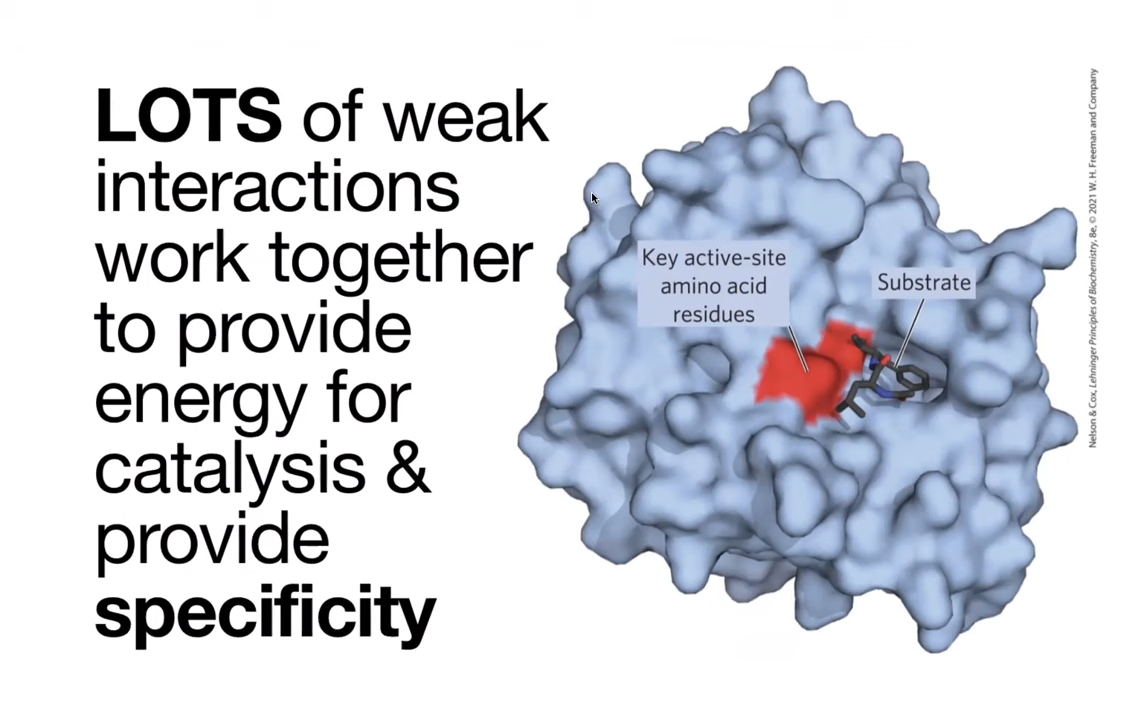 LOTS of weak
interactions
work together
to provide
energy for
catalysis &
provide
specificity
Key active-site
amino acid
residues
Substrate
Nelson & Cox, Lehninger Principles of Biochemistry, 8e, © 2021 W. H. Freeman and Company